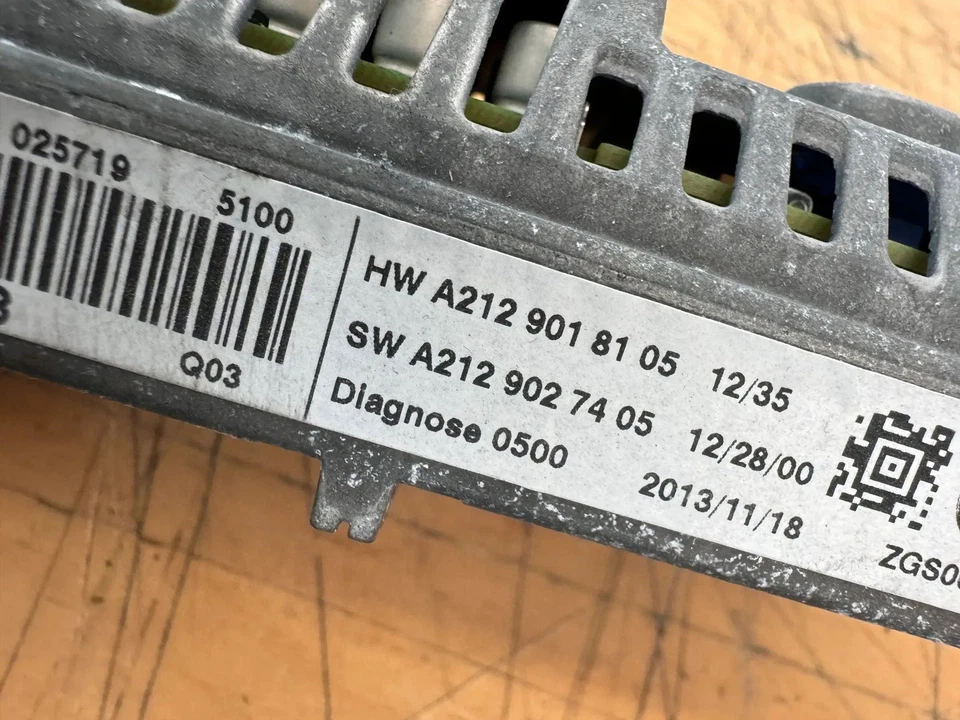 025719
5100
Q03
HW A212 901 81 05 12/35
SW A212 902 74 05 12/28/00
Diagnose 0500 2013/11/18